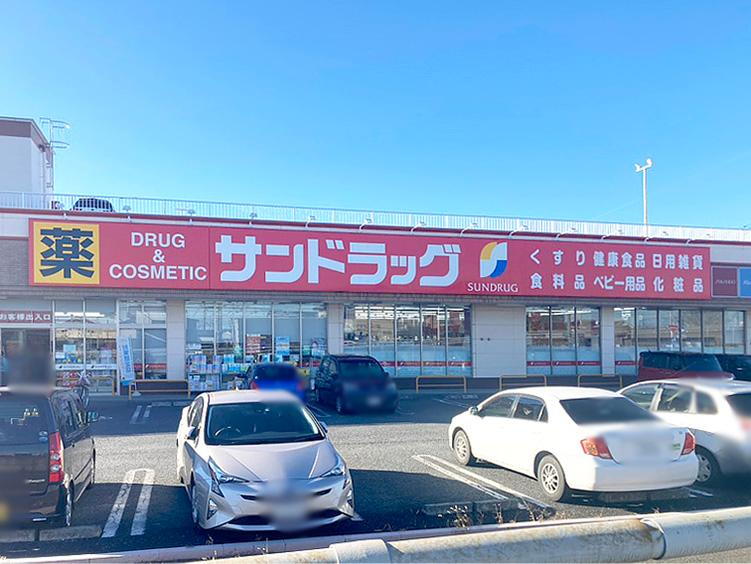 薬
DRUG
&
COSMETIC
サンドラッグ
SUNDRUG
くすり 健康食品 日用雑貨
食料品 ベビー用品 化粧品
お客様出入口